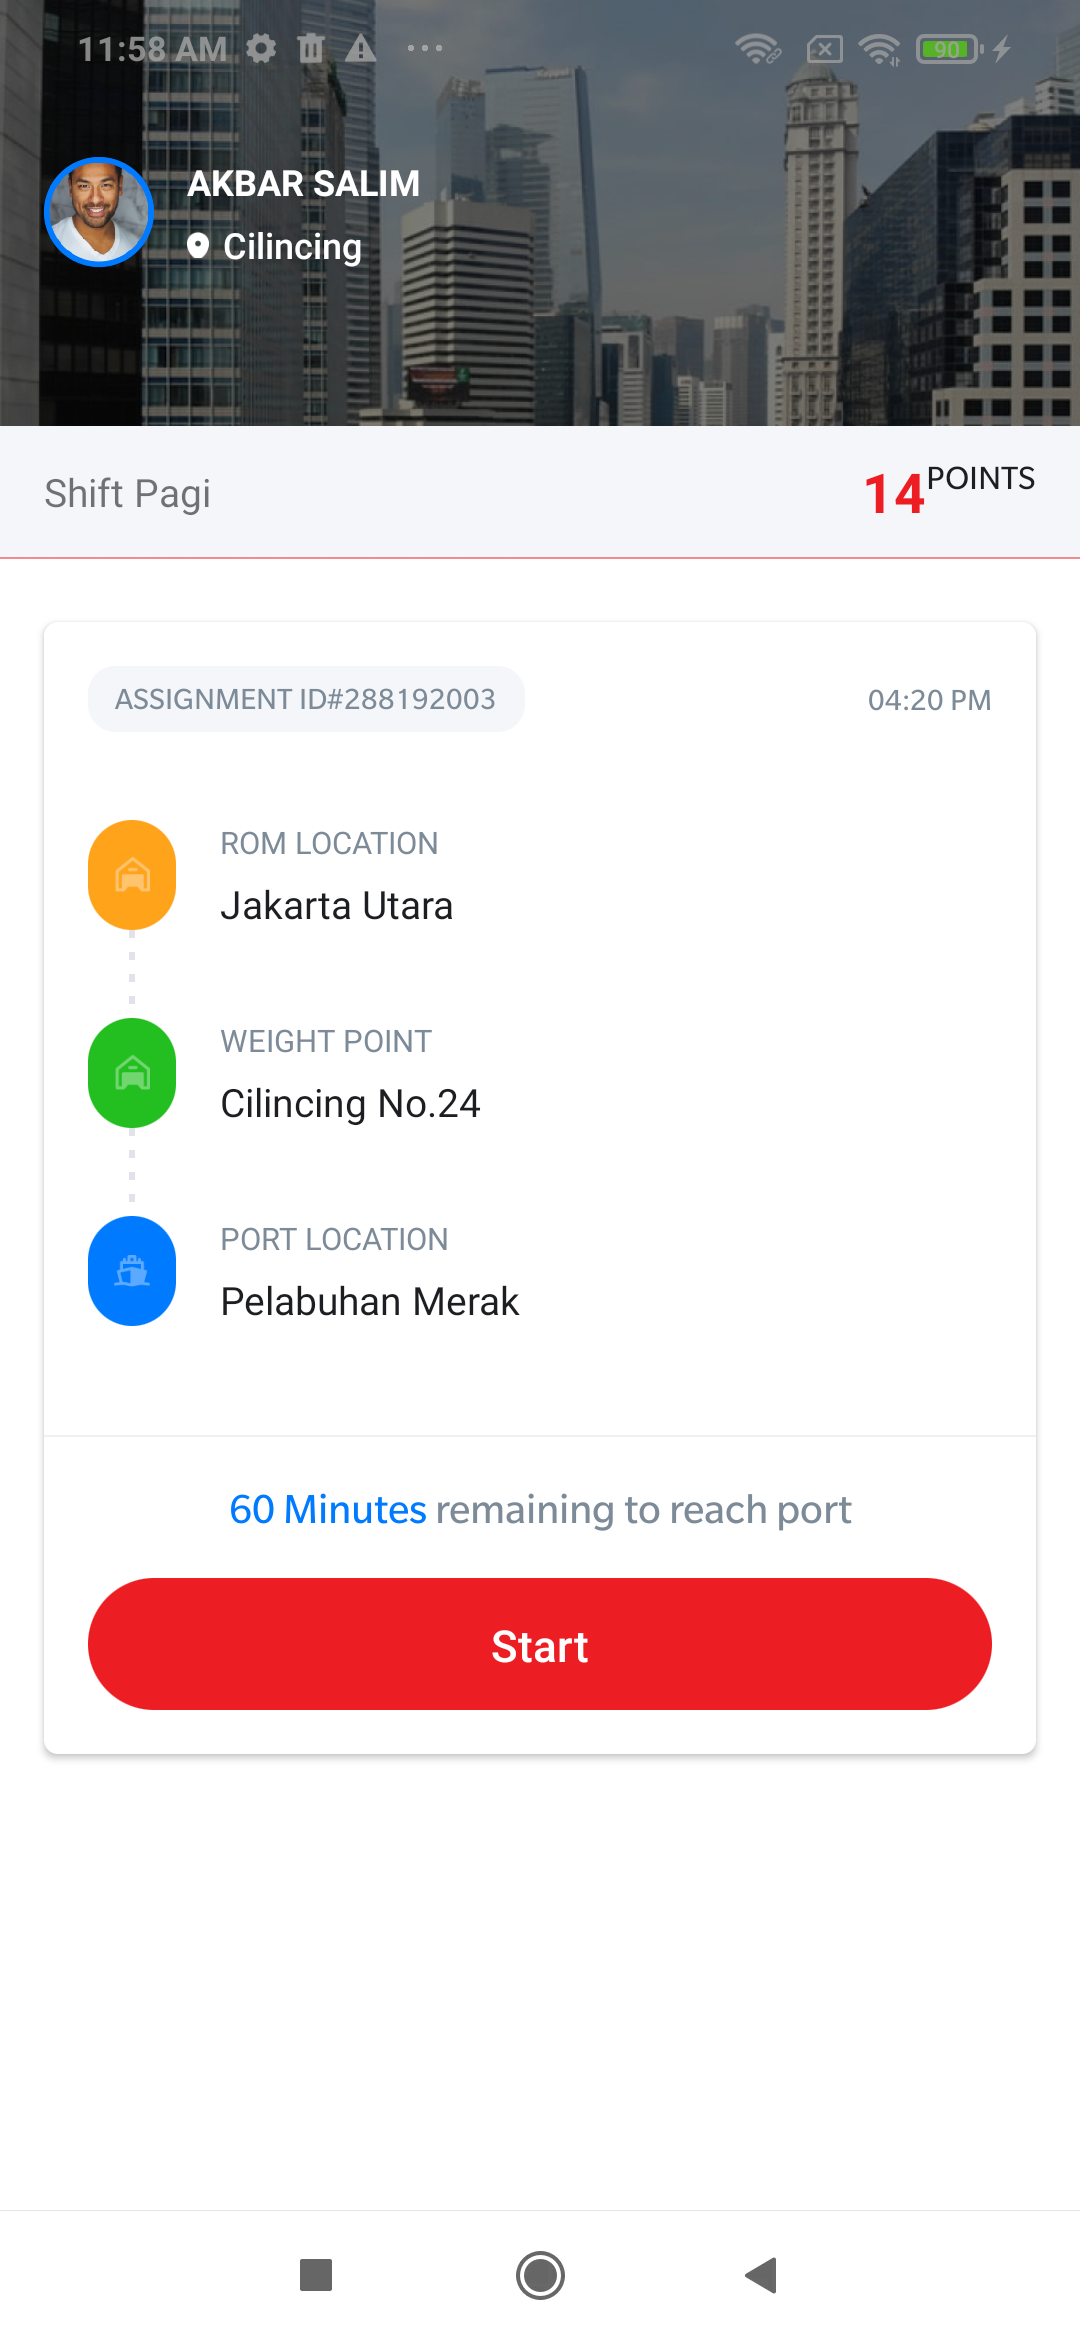 11:58 AM
90
AKBAR SALIM
Cilincing
Shift Pagi
14 POINTS
ASSIGNMENT ID#288192003
04:20 PM
ROM LOCATION
Jakarta Utara
WEIGHT POINT
Cilincing No.24
PORT LOCATION
Pelabuhan Merak
60 Minutes remaining to reach port
Start